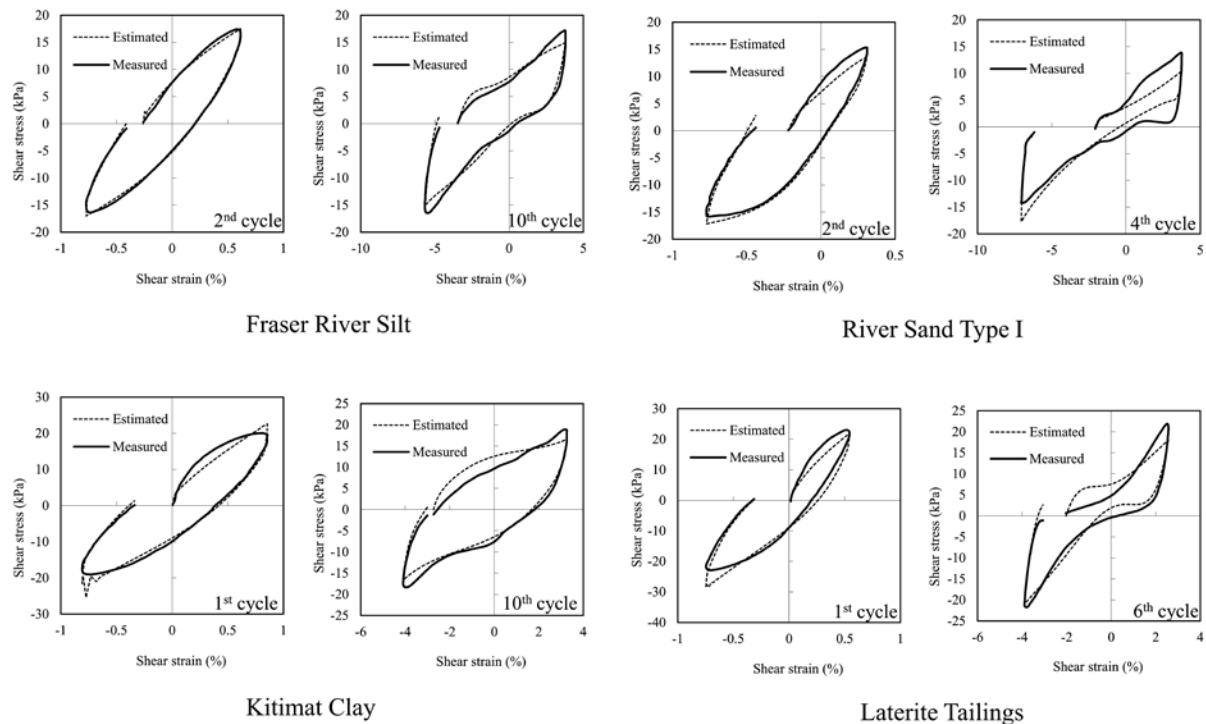 20
15
10
5
0
-5
-10
-15
-20
Shear stress (kPa)
Estimated
Measured
2nd cycle
-1 -0.5 0 0.5 1
Shear strain (%)
20
15
10
5
0
-5
-10
-15
-20
Shear stress (kPa)
Estimated
Measured
10th cycle
-10 -5 0 5
Shear strain (%)
Fraser River Silt
20
15
10
5
0
-5
-10
-15
-20
Shear stress (kPa)
Estimated
Measured
2nd cycle
-1 -0.5 0 0.5
Shear strain (%)
20
15
10
5
0
-5
-10
-15
-20
Shear stress (kPa)
Estimated
Measured
4th cycle
-10 -5 0 5
Shear strain (%)
River Sand Type I
30
20
10
0
-10
-20
-30
Shear stress (kPa)
Estimated
Measured
1st cycle
-1 -0.5 0 0.5 1
Shear strain (%)
25
20
15
10
5
0
-5
-10
-15
-20
-25
Shear stress (kPa)
Estimated
Measured
10th cycle
-6 -4 -2 0 2 4
Shear strain (%)
Kitimat Clay
30
20
10
0
-10
-20
-30
-40
Shear stress (kPa)
Estimated
Measured
1st cycle
-1 -0.5 0 0.5 1
Shear strain (%)
25
20
15
10
5
0
-5
-10
-15
-20
25
Shear stress (kPa)
Estimated
Measured
6th cycle
-6 -4 -2 0 2 4
Shear strain (%)
Laterite Tailings